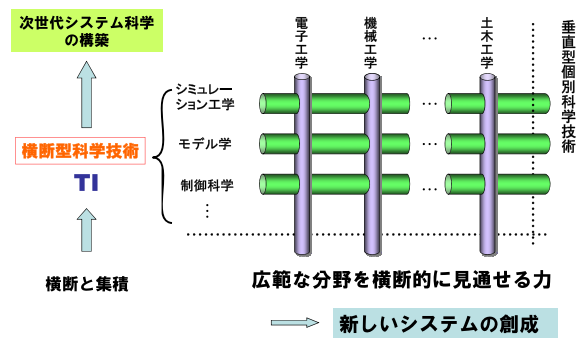 次世代システム科学
の構築
横断型科学技術
TI
横断と集積
シミュレー
ション工学
モデル学
制御科学
⋮
電子工学
機械工学
…
土木工学
垂直型個別科学技術
…
…
…
広範な分野を横断的に見通せる力
新しいシステムの創成